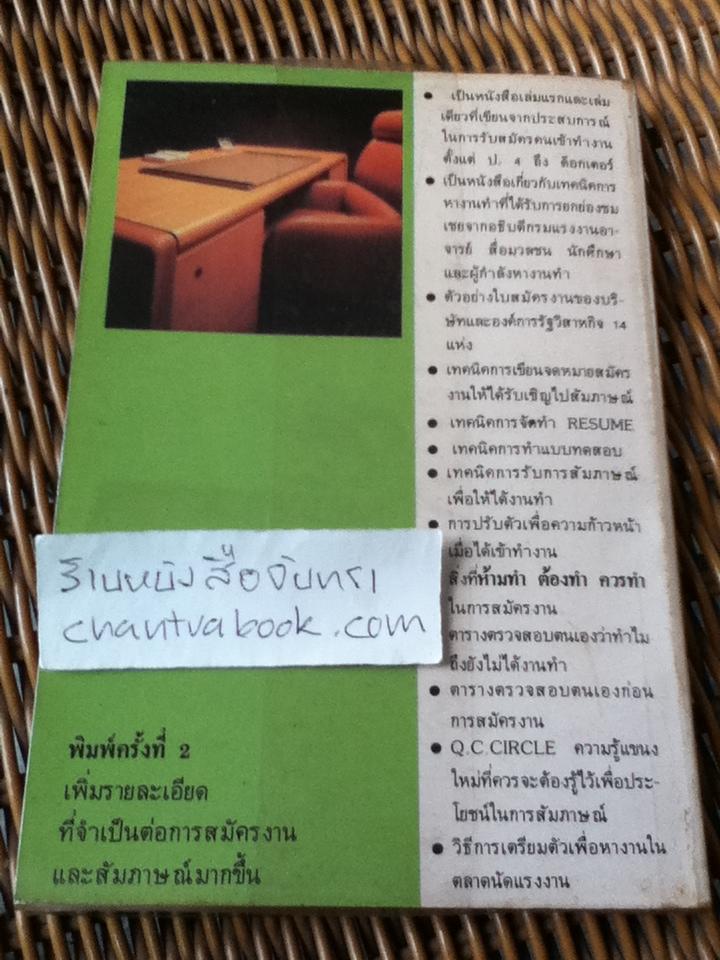 ● เป็นหนังสือเล่มแรกและเล่ม
เดียวที่เขียนจากประสบการณ์
ในการรับสมัครคนเข้าทำงาน
ตั้งแต่ ป. 4 ถึง ด็อกเตอร์
● เป็นหนังสือเกี่ยวกับเทคนิคการ
หางานทำที่ได้รับการยกย่องชม
เชยจากอธิบดีกรมแรงงานอา-
จารย์ สื่อมวลชน นักศึกษา
และผู้กำลังหางานทำ
● ตัวอย่างใบสมัครงานของบริ-
ษัทและองค์การรัฐวิสาหกิจ 14
แห่ง
● เทคนิคการเขียนจดหมายสมัคร
งานให้ได้รับเชิญไปสัมภาษณ์
● เทคนิคการจัดทำ RESUME
● เทคนิคการทำแบบทดสอบ
● เทคนิคการรับการสัมภาษณ์
เพื่อให้ได้งานทำ
● การปรับตัวเพื่อความก้าวหน้า
เมื่อได้เข้าทำงาน
สิ่งที่ห้ามทำ ต้องทำ ควรทำ
ในการสมัครงาน
ตารางตรวจสอบตนเองว่าทำไม
ถึงยังไม่ได้งานทำ
● ตารางตรวจสอบตนเองก่อน
การสมัครงาน
● Q.C.CIRCLE ความรู้แขนง
ใหม่ที่ควรจะต้องรู้ไว้เพื่อประ-
โยชน์ในการสัมภาษณ์
● วิธีการเตรียมตัวเพื่อหางานใน
ตลาดนัดแรงงาน
ร้านหนังสือจันทรา
chantrabook.com
พิมพ์ครั้งที่ 2
เพิ่มรายละเอียด
ที่จำเป็นต่อการสมัครงาน
และสัมภาษณ์มากขึ้น